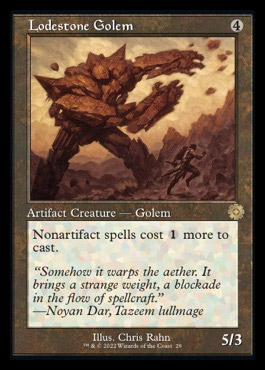 Lodestone Golem 4
Artifact Creature — Golem
Nonartifact spells cost 1 more to
cast.
“Somehow it warps the aether. It
brings a strange weight, a blockade
in the flow of spellcraft.”
—Noyan Dar, Tazeem lullmage
Illus. Chris Rahn
™ & © 2022 Wizards of the Coast 29
5/3